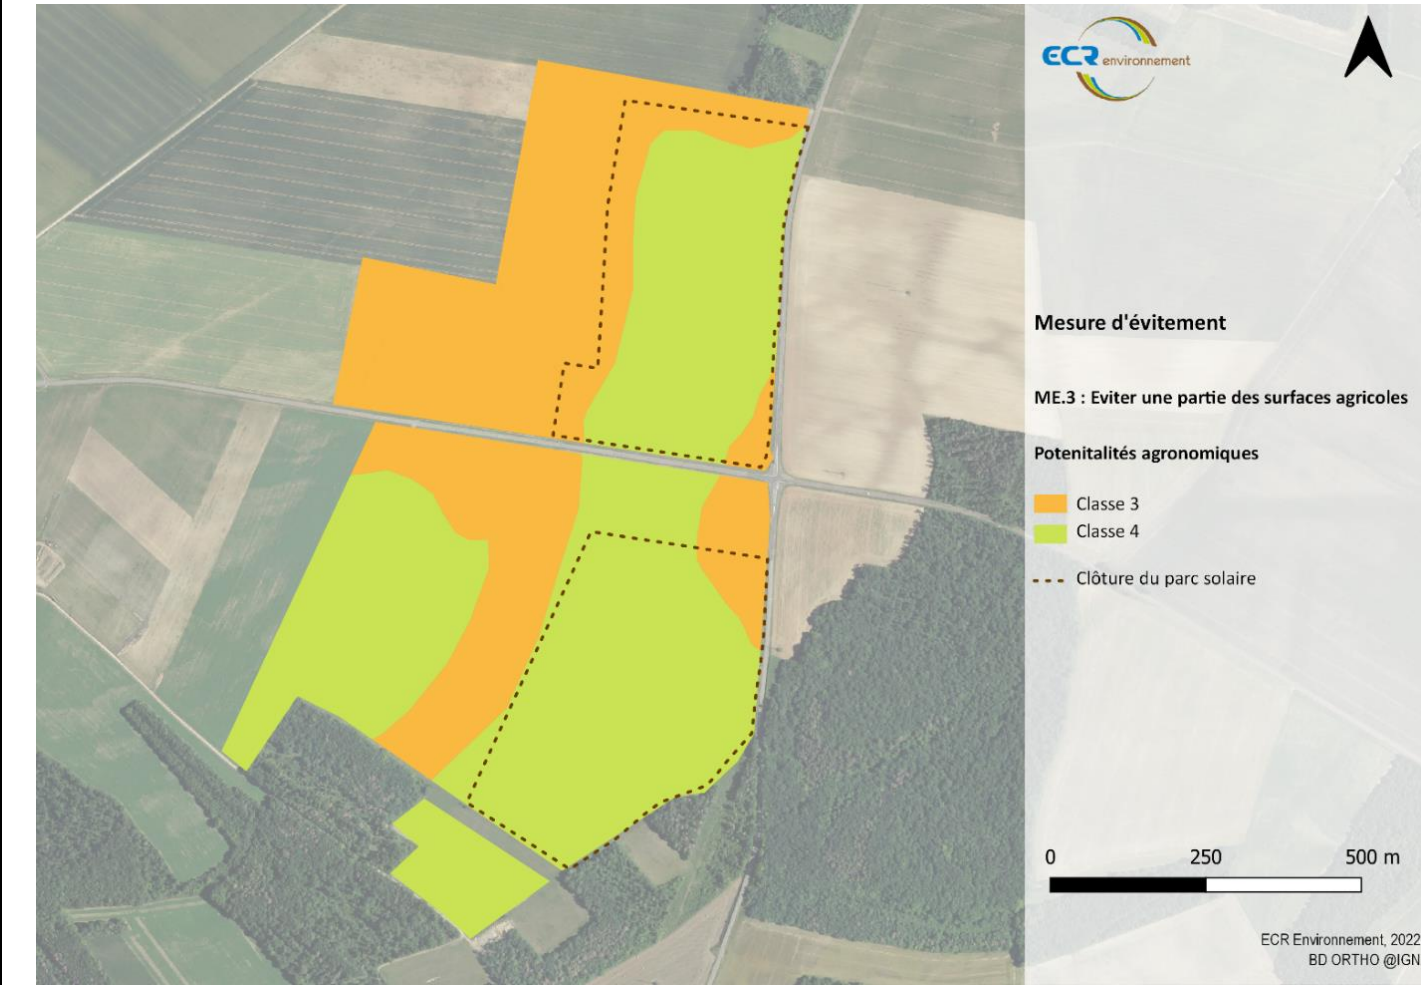 ECR environnement
Mesure d'évitement
ME.3 : Eviter une partie des surfaces agricoles
Potenitalités agronomiques
Classe 3
Classe 4
Clôture du parc solaire
0 250 500 m
ECR Environnement, 2022
BD ORTHO @IGN